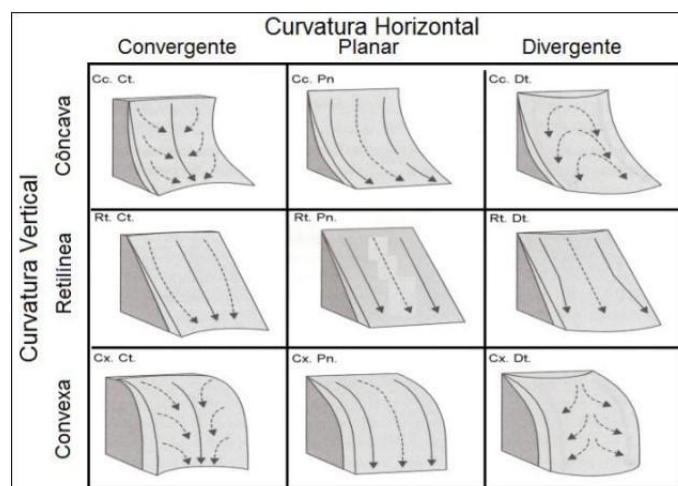 Curvatura Horizontal
Convergente
Planar
Divergente
Curvatura Vertical
Côncava
Retilínea
Convexa
Cc. Ct.
Cc. Pn
Cc. Dt.
Rt. Ct.
Rt. Pn.
Rt. Dt.
Cx. Ct.
Cx. Pn.
Cx. Dt.